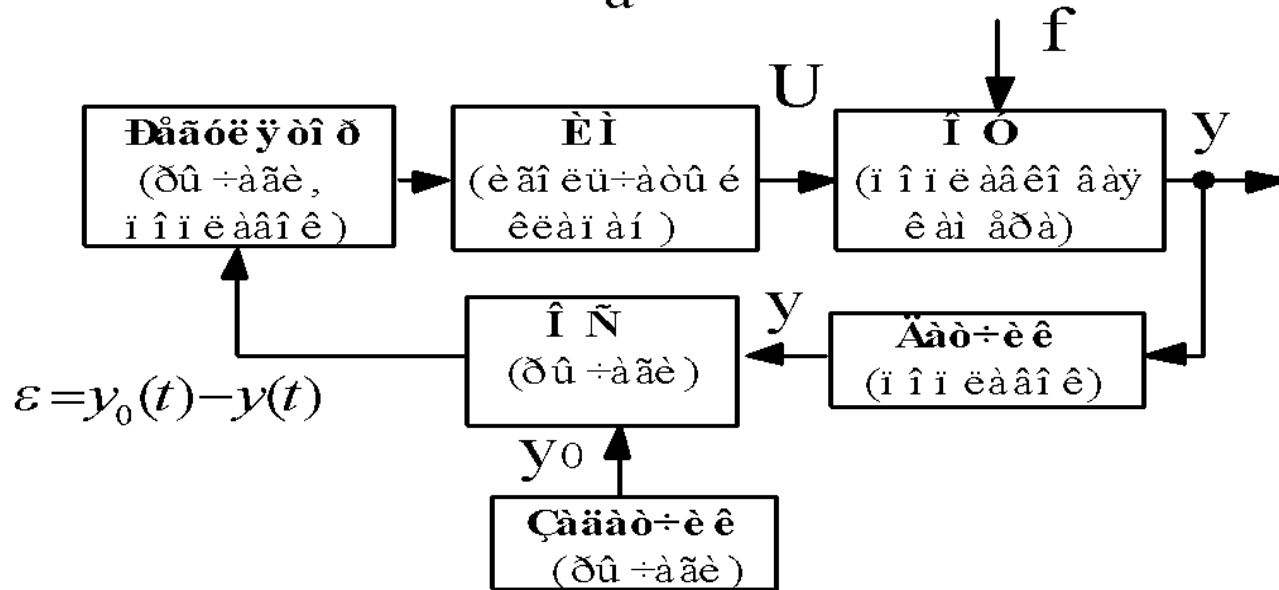 a
f
U
Ðåãóëÿòîð
(ðû÷àãè,
ïîïëàâîê)
ÈÌ
(èãîëü÷àòûé
êëàïàí)
ÎÓ
(ïîïëàâêîâàÿ
êàìåðà)
y
ÎÑ
(ðû÷àãè)
y
Äàò÷èê
(ïîïëàâîê)
ε=y₀(t)−y(t)
y₀
Çàäàò÷èê
(ðû÷àãè)